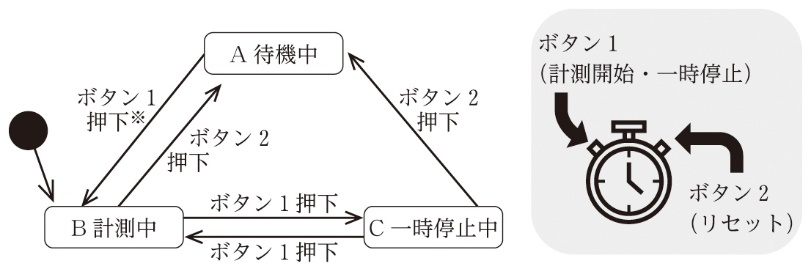 A 待機中
ボタン1
押下※
ボタン2
押下
ボタン2
押下
B 計測中
ボタン1押下
ボタン1押下
C 一時停止中
ボタン1
(計測開始・一時停止)
ボタン2
(リセット)